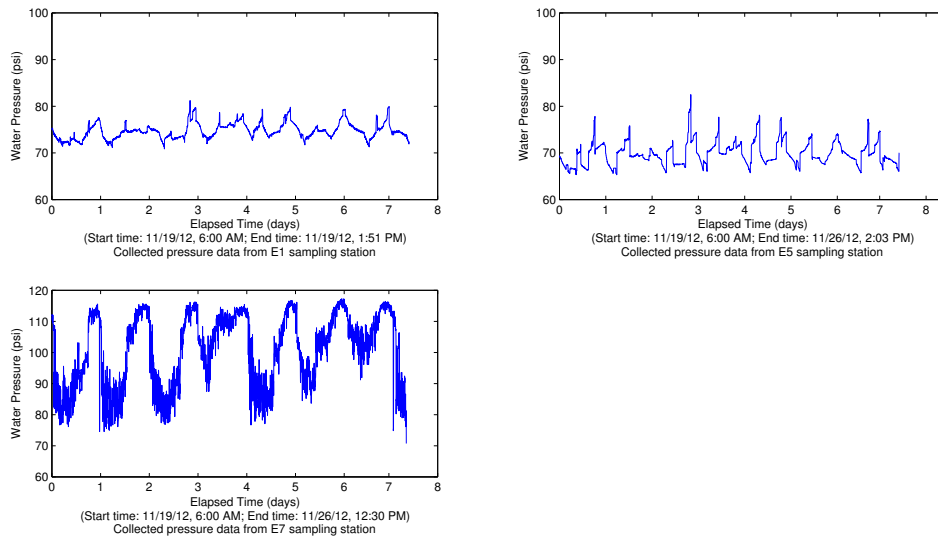 100
90
80
70
60
Water Pressure (psi)
0 1 2 3 4 5 6 7 8
Elapsed Time (days)
(Start time: 11/19/12, 6:00 AM; End time: 11/19/12, 1:51 PM)
Collected pressure data from E1 sampling station
100
90
80
70
60
Water Pressure (psi)
0 1 2 3 4 5 6 7 8
Elapsed Time (days)
(Start time: 11/19/12, 6:00 AM; End time: 11/26/12, 2:03 PM)
Collected pressure data from E5 sampling station
120
110
100
90
80
70
60
Water Pressure (psi)
0 1 2 3 4 5 6 7 8
Elapsed Time (days)
(Start time: 11/19/12, 6:00 AM; End time: 11/26/12, 12:30 PM)
Collected pressure data from E7 sampling station